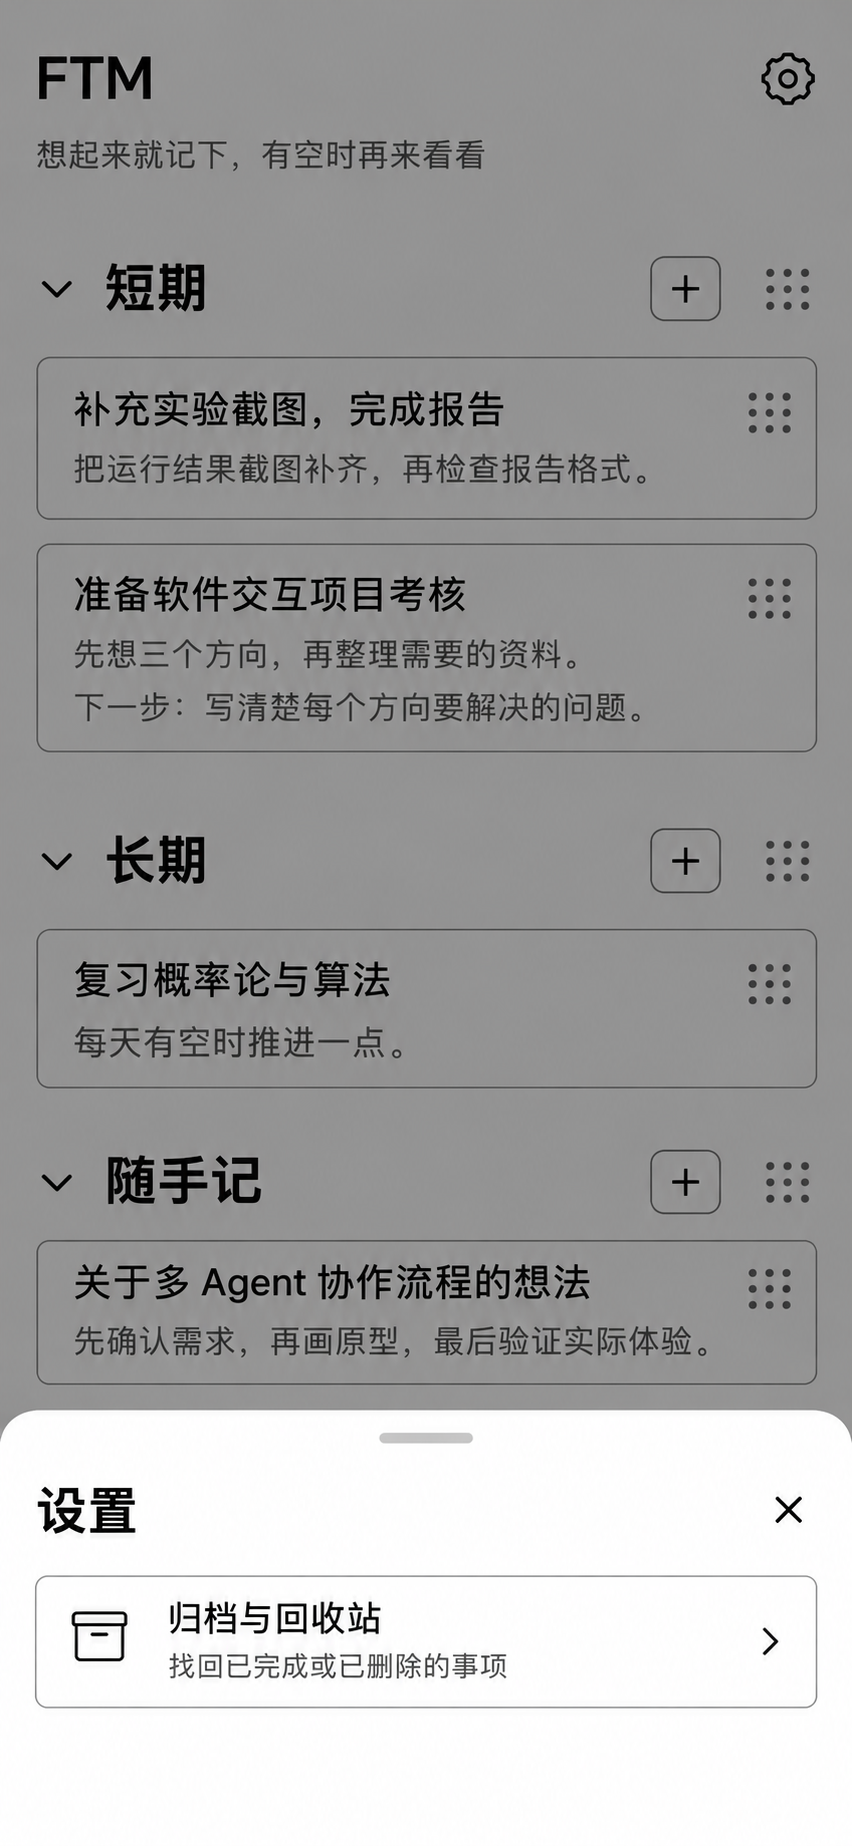 FTM
想起来就记下，有空时再来看看
短期
补充实验截图，完成报告
把运行结果截图补齐，再检查报告格式。
准备软件交互项目考核
先想三个方向，再整理需要的资料。
下一步：写清楚每个方向要解决的问题。
长期
复习概率论与算法
每天有空时推进一点。
随手记
关于多 Agent 协作流程的想法
先确认需求，再画原型，最后验证实际体验。
设置
归档与回收站
找回已完成或已删除的事项